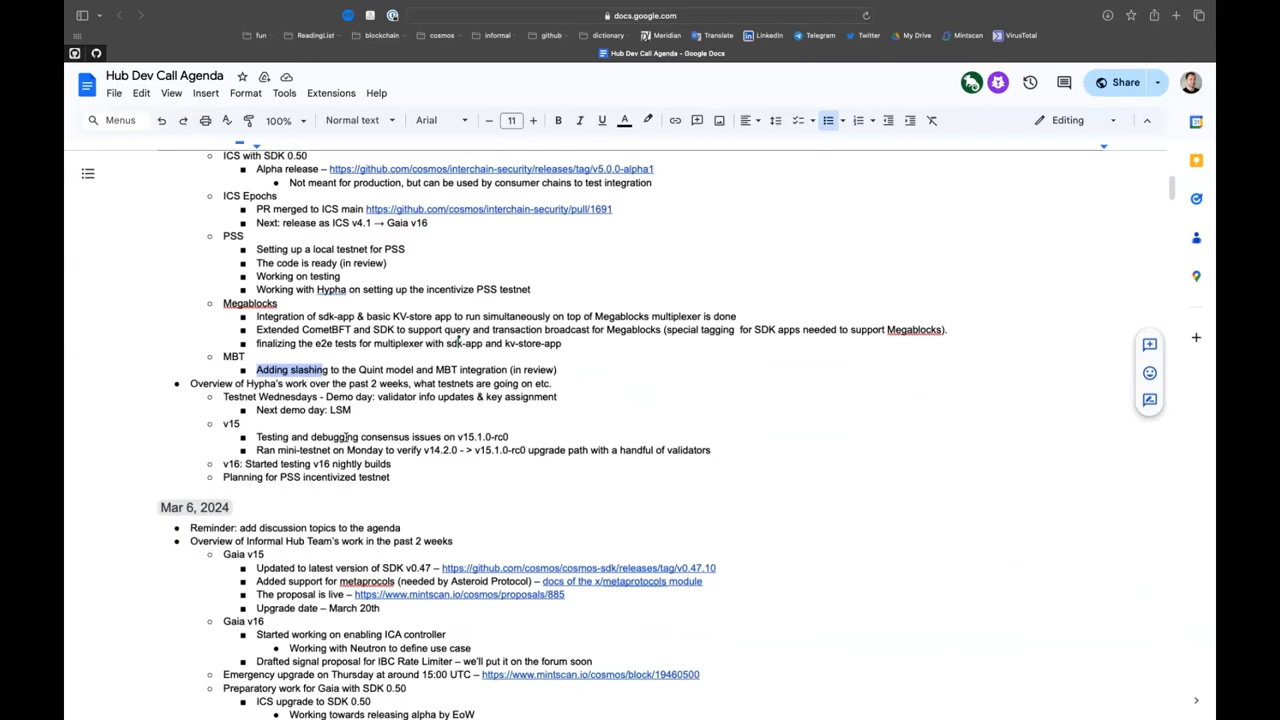 docs.google.com
fun
ReadingList
blockchain
cosmos
informal
github
dictionary
Meridian
Translate
LinkedIn
Telegram
Twitter
My Drive
Mintscan
VirusTotal
Hub Dev Call Agenda - Google Docs
Hub Dev Call Agenda
File Edit View Insert Format Tools Extensions Help
Share
Menus
100%
Normal text
Arial
11
Editing
ICS with SDK 0.50
Alpha release – https://github.com/cosmos/interchain-security/releases/tag/v5.0.0-alpha1
Not meant for production, but can be used by consumer chains to test integration
ICS Epochs
PR merged to ICS main https://github.com/cosmos/interchain-security/pull/1691
Next: release as ICS v4.1 → Gaia v16
PSS
Setting up a local testnet for PSS
The code is ready (in review)
Working on testing
Working with Hypha on setting up the incentivize PSS testnet
Megablocks
Integration of sdk-app & basic KV-store app to run simultaneously on top of Megablocks multiplexer is done
Extended CometBFT and SDK to support query and transaction broadcast for Megablocks (special tagging for SDK apps needed to support Megablocks).
finalizing the e2e tests for multiplexer with sdk-app and kv-store-app
MBT
Adding slashing to the Quint model and MBT integration (in review)
Overview of Hypha's work over the past 2 weeks, what testnets are going on etc.
Testnet Wednesdays - Demo day: validator info updates & key assignment
Next demo day: LSM
v15
Testing and debugging consensus issues on v15.1.0-rc0
Ran mini-testnet on Monday to verify v14.2.0 - > v15.1.0-rc0 upgrade path with a handful of validators
v16: Started testing v16 nightly builds
Planning for PSS incentivized testnet
Mar 6, 2024
Reminder: add discussion topics to the agenda
Overview of Informal Hub Team's work in the past 2 weeks
Gaia v15
Updated to latest version of SDK v0.47 – https://github.com/cosmos/cosmos-sdk/releases/tag/v0.47.10
Added support for metaprocols (needed by Asteroid Protocol) – docs of the x/metaprotocols module
The proposal is live – https://www.mintscan.io/cosmos/proposals/885
Upgrade date – March 20th
Gaia v16
Started working on enabling ICA controller
Working with Neutron to define use case
Drafted signal proposal for IBC Rate Limiter – we'll put it on the forum soon
Emergency upgrade on Thursday at around 15:00 UTC – https://www.mintscan.io/cosmos/block/19460500
Preparatory work for Gaia with SDK 0.50
ICS upgrade to SDK 0.50
Working towards releasing alpha by EoW